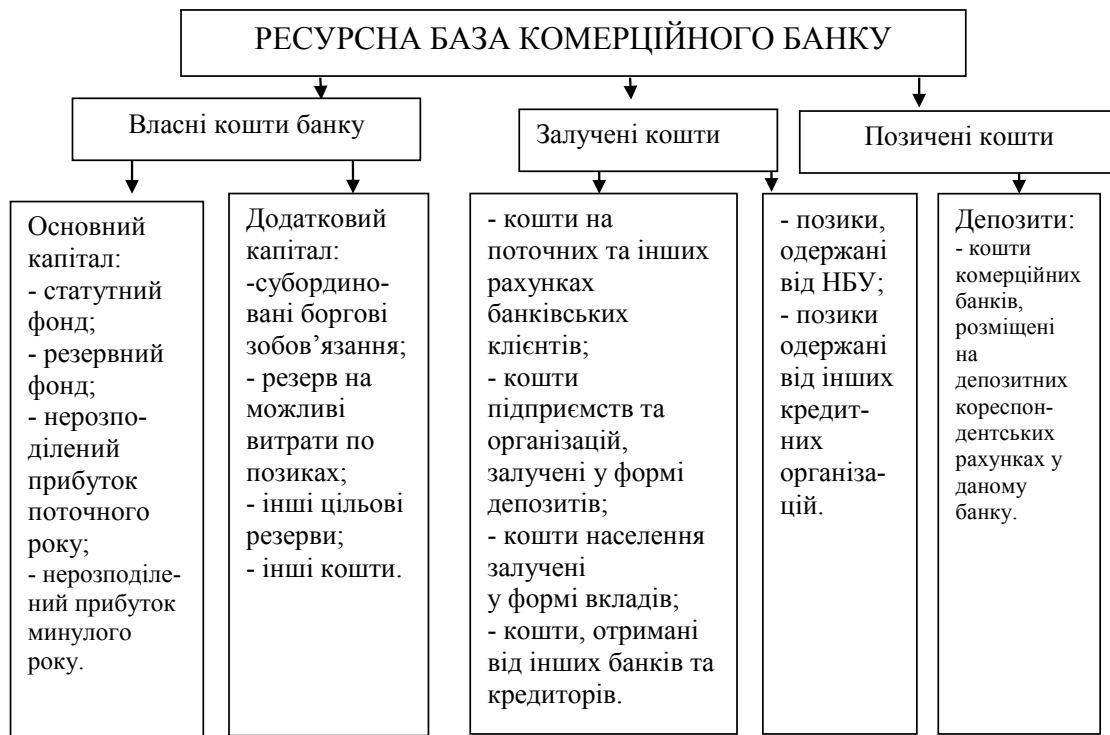 РЕСУРСНА БАЗА КОМЕРЦІЙНОГО БАНКУ
Власні кошти банку
Залучені кошти
Позичені кошти
Основний
капітал:
- статутний
фонд;
- резервний
фонд;
- нерозпо-
ділений
прибуток
поточного
року;
- нерозподіле-
ний прибуток
минулого
року.
Додатковий
капітал:
-субордино-
вані боргові
зобов’язання;
- резерв на
можливі
витрати по
позиках;
- інші цільові
резерви;
- інші кошти.
- кошти на
поточних та інших
рахунках
банківських
клієнтів;
- кошти
підприємств та
організацій,
залучені у формі
депозитів;
- кошти населення
залучені
у формі вкладів;
- кошти, отримані
від інших банків та
кредиторів.
- позики,
одержані
від НБУ;
- позики
одержані
від інших
кредит-
них
організа-
цій.
Депозити:
- кошти
комерційних
банків,
розміщені
на
депозитних
кореспон-
дентських
рахунках у
даному
банку.